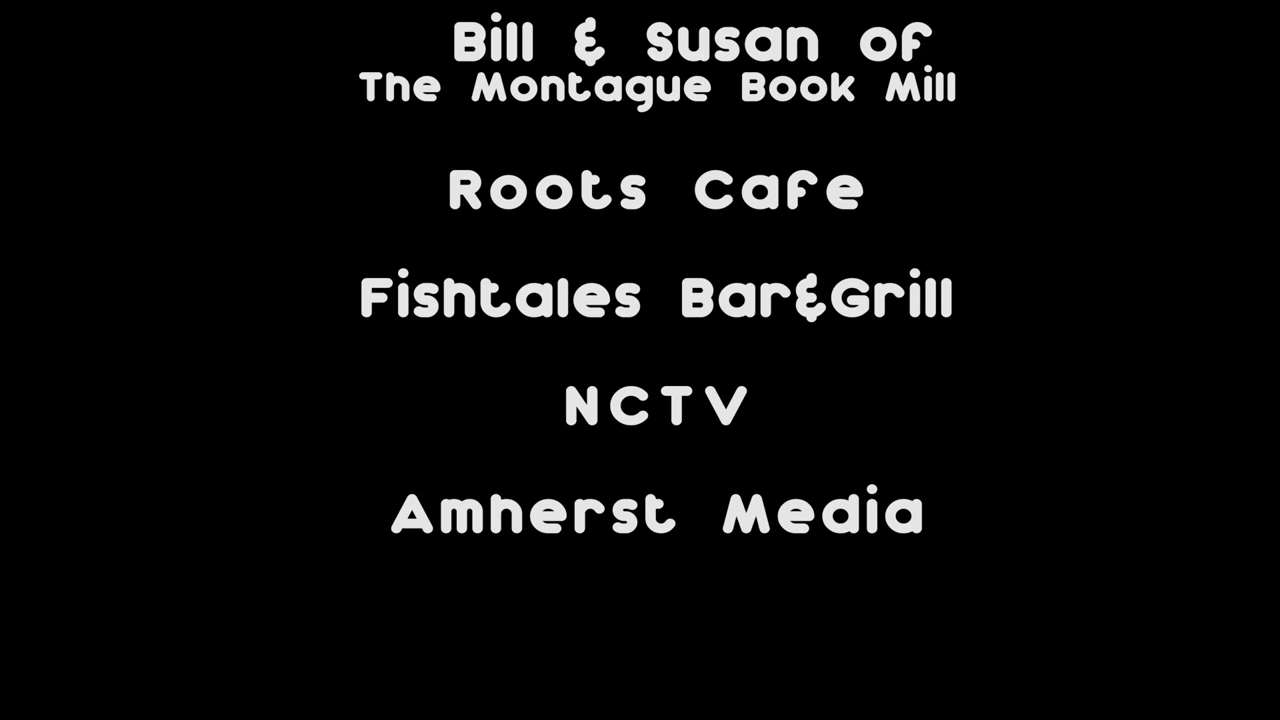 Bill & Susan of
The Montague Book Mill
Roots Cafe
Fishtales Bar&Grill
NCTV
Amherst Media